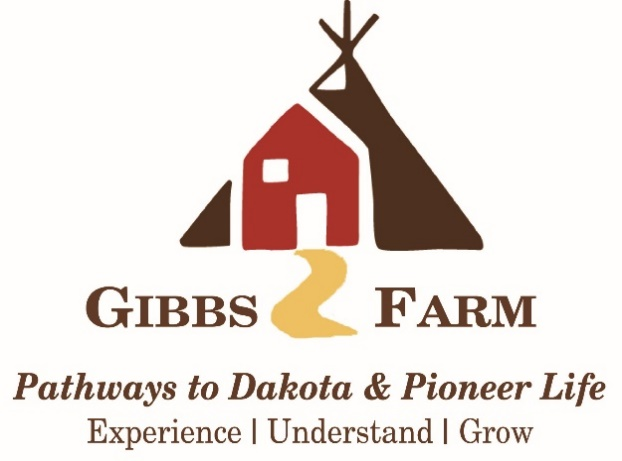 GIBBS FARM
Pathways to Dakota & Pioneer Life
Experience | Understand | Grow